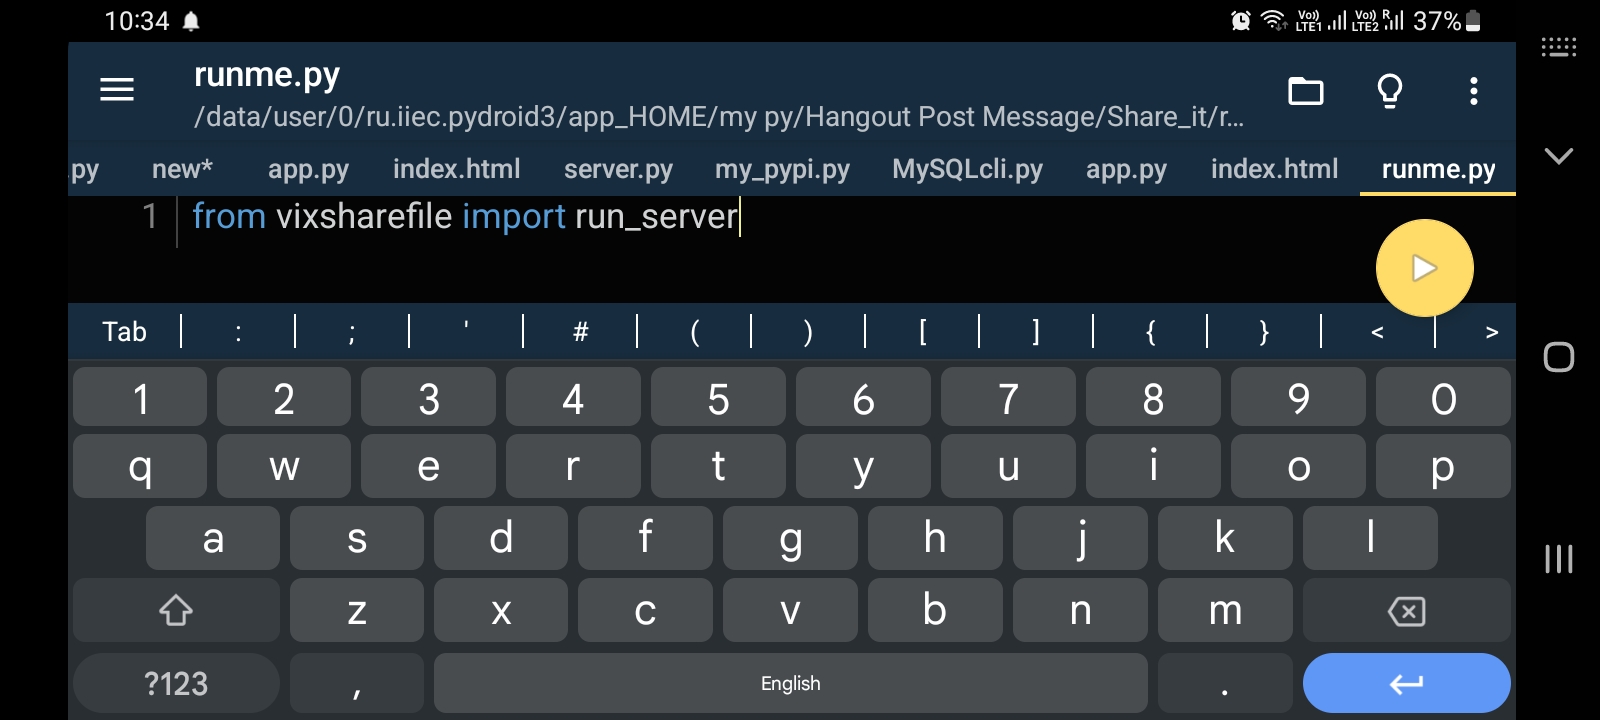 10:34 Vo) LTE1 Vo) LTE2 R 37%
runme.py
/data/user/0/ru.iiec.pydroid3/app_HOME/my py/Hangout Post Message/Share_it/r...
.py new* app.py index.html server.py my_pypi.py MySQLcli.py app.py index.html runme.py
1 from vixsharefile import run_server
Tab : ; ' # ( ) [ ] { } < >
1 2 3 4 5 6 7 8 9 0
q w e r t y u i o p
a s d f g h j k l
z x c v b n m
?123 , English .